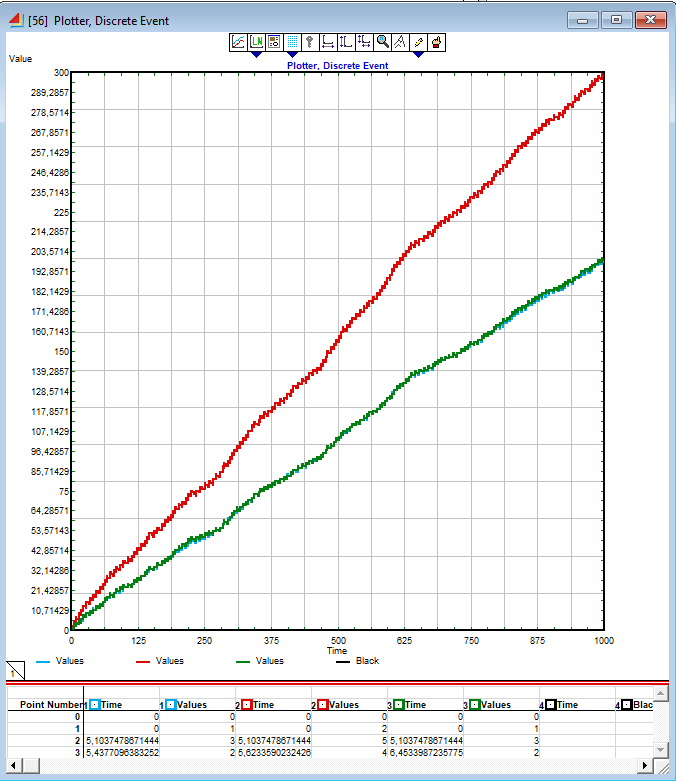 [56] Plotter, Discrete Event
LN
Plotter, Discrete Event
Value
300
289,2857
278,5714
267,8571
257,1429
246,4286
235,7143
225
214,2857
203,5714
192,8571
182,1429
171,4286
160,7143
150
139,2857
128,5714
117,8571
107,1429
96,42857
85,71429
75
64,28571
53,57143
42,85714
32,14286
21,42857
10,71429
0
0 125 250 375 500 625 750 875 1000
Time
Values Values Values Black
1
Point Number 1 Time 1 Values 2 Time 2 Values 3 Time 3 Values 4 Time 4 Blac
0 0 0 0 0 0 0
1 0 1 0 2 0 1
2 5,1037478671444 3 5,1037478671444 5 5,1037478671444 3
3 5,4377096383252 2 5,6233590232426 4 6,4533987235775 2